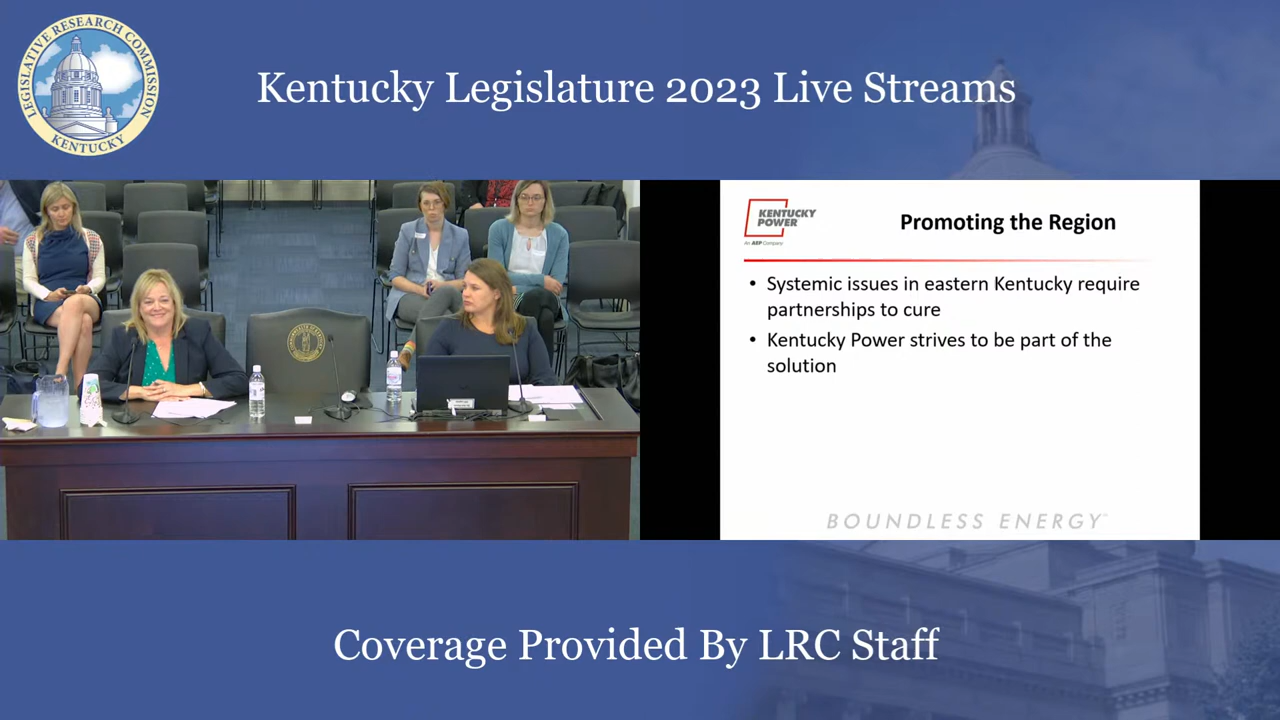 LEGISLATIVE RESEARCH COMMISSION
KENTUCKY
Kentucky Legislature 2023 Live Streams
KENTUCKY
POWER
An AEP Company
Promoting the Region
• Systemic issues in eastern Kentucky require
partnerships to cure
• Kentucky Power strives to be part of the
solution
BOUNDLESS ENERGY
Coverage Provided By LRC Staff